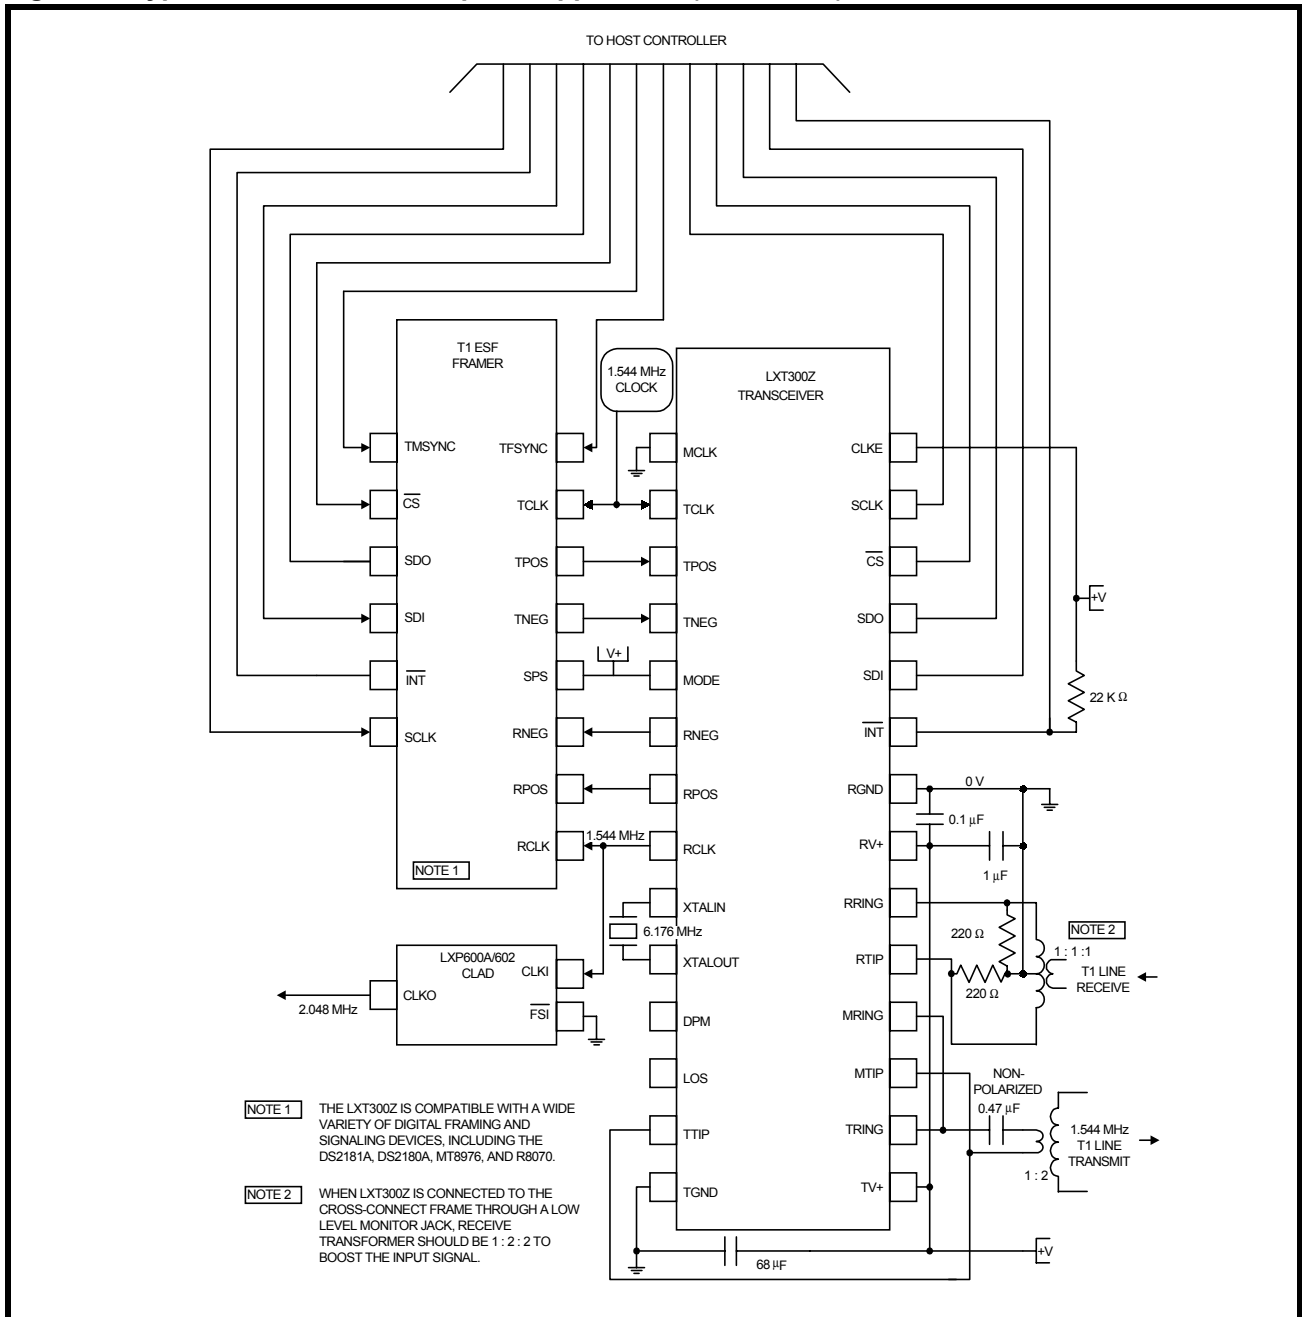 TO HOST CONTROLLER
T1 ESF
FRAMER
1.544 MHz
CLOCK
LXT300Z
TRANSCEIVER
TMSYNC
CS
SDO
SDI
INT
SCLK
TFSYNC
TCLK
TPOS
TNEG
SPS
RNEG
RPOS
RCLK
NOTE 1
V+
1.544 MHz
MCLK
TCLK
TPOS
TNEG
MODE
RNEG
RPOS
RCLK
XTALIN
XTALOUT
DPM
LOS
TTIP
TGND
6.176 MHz
CLKE
SCLK
CS
SDO
SDI
INT
RGND
RV+
RRING
RTIP
MRING
MTIP
TRING
TV+
+V
22 K Ω
0 V
0.1 µF
1 µF
220 Ω
220 Ω
NOTE 2
1 : 1 :1
T1 LINE
RECEIVE
NON-
POLARIZED
0.47 µF
1.544 MHz
T1 LINE
TRANSMIT
1 : 2
+V
68 µF
LXP600A/602
CLAD
CLKI
CLKO
FSI
2.048 MHz
NOTE 1 THE LXT300Z IS COMPATIBLE WITH A WIDE
VARIETY OF DIGITAL FRAMING AND
SIGNALING DEVICES, INCLUDING THE
DS2181A, DS2180A, MT8976, AND R8070.
NOTE 2 WHEN LXT300Z IS CONNECTED TO THE
CROSS-CONNECT FRAME THROUGH A LOW
LEVEL MONITOR JACK, RECEIVE
TRANSFORMER SHOULD BE 1 : 2 : 2 TO
BOOST THE INPUT SIGNAL.